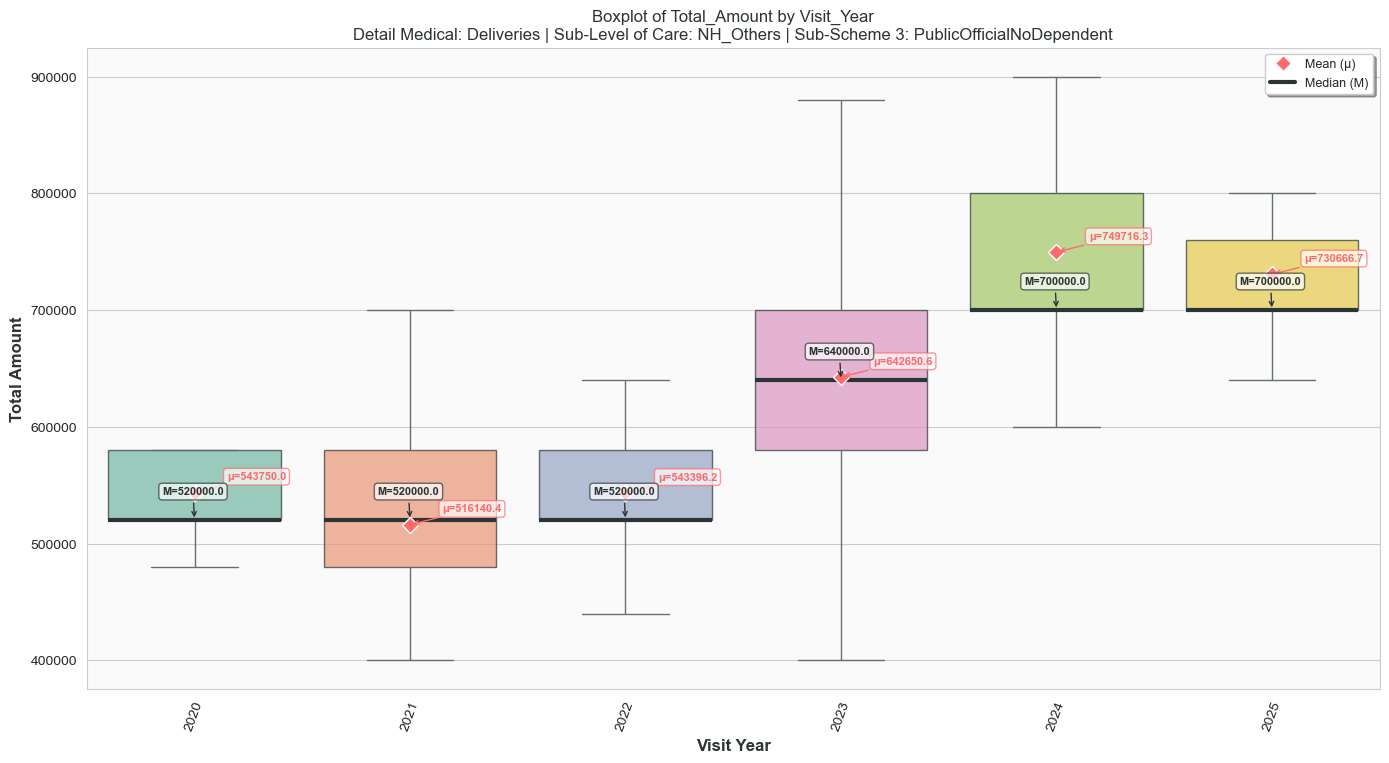 Boxplot of Total_Amount by Visit_Year
Detail Medical: Deliveries | Sub-Level of Care: NH_Others | Sub-Scheme 3: PublicOfficialNoDependent
Mean (μ)
Median (M)
Total Amount
900000
800000
700000
600000
500000
400000
μ=543750.0
M=520000.0
M=520000.0
μ=516140.4
μ=543396.2
M=520000.0
M=640000.0
μ=642650.6
μ=749716.3
M=700000.0
μ=730666.7
M=700000.0
2020
2021
2022
2023
2024
2025
Visit Year